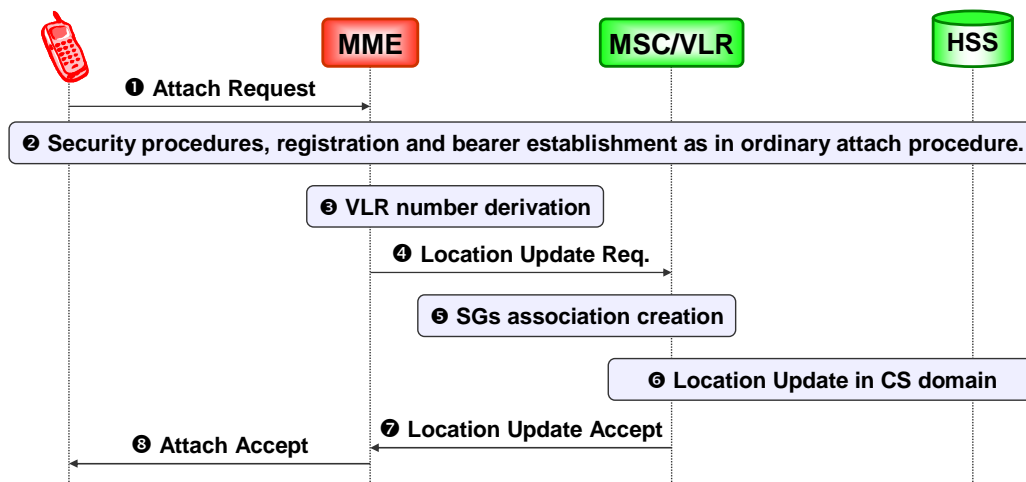 MME
MSC/VLR
HSS
❶ Attach Request
❷ Security procedures, registration and bearer establishment as in ordinary attach procedure.
❸ VLR number derivation
❹ Location Update Req.
❺ SGs association creation
❻ Location Update in CS domain
❼ Location Update Accept
❽ Attach Accept